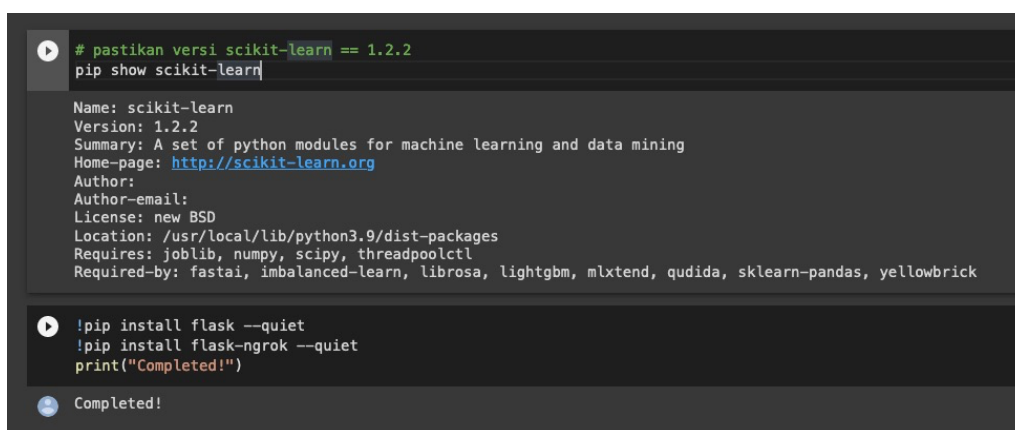 # pastikan versi scikit-learn == 1.2.2
pip show scikit-learn
Name: scikit-learn
Version: 1.2.2
Summary: A set of python modules for machine learning and data mining
Home-page: http://scikit-learn.org
Author:
Author-email:
License: new BSD
Location: /usr/local/lib/python3.9/dist-packages
Requires: joblib, numpy, scipy, threadpoolctl
Required-by: fastai, imbalanced-learn, librosa, lightgbm, mlxtend, qudida, sklearn-pandas, yellowbrick
!pip install flask --quiet
!pip install flask-ngrok --quiet
print("Completed!")
Completed!